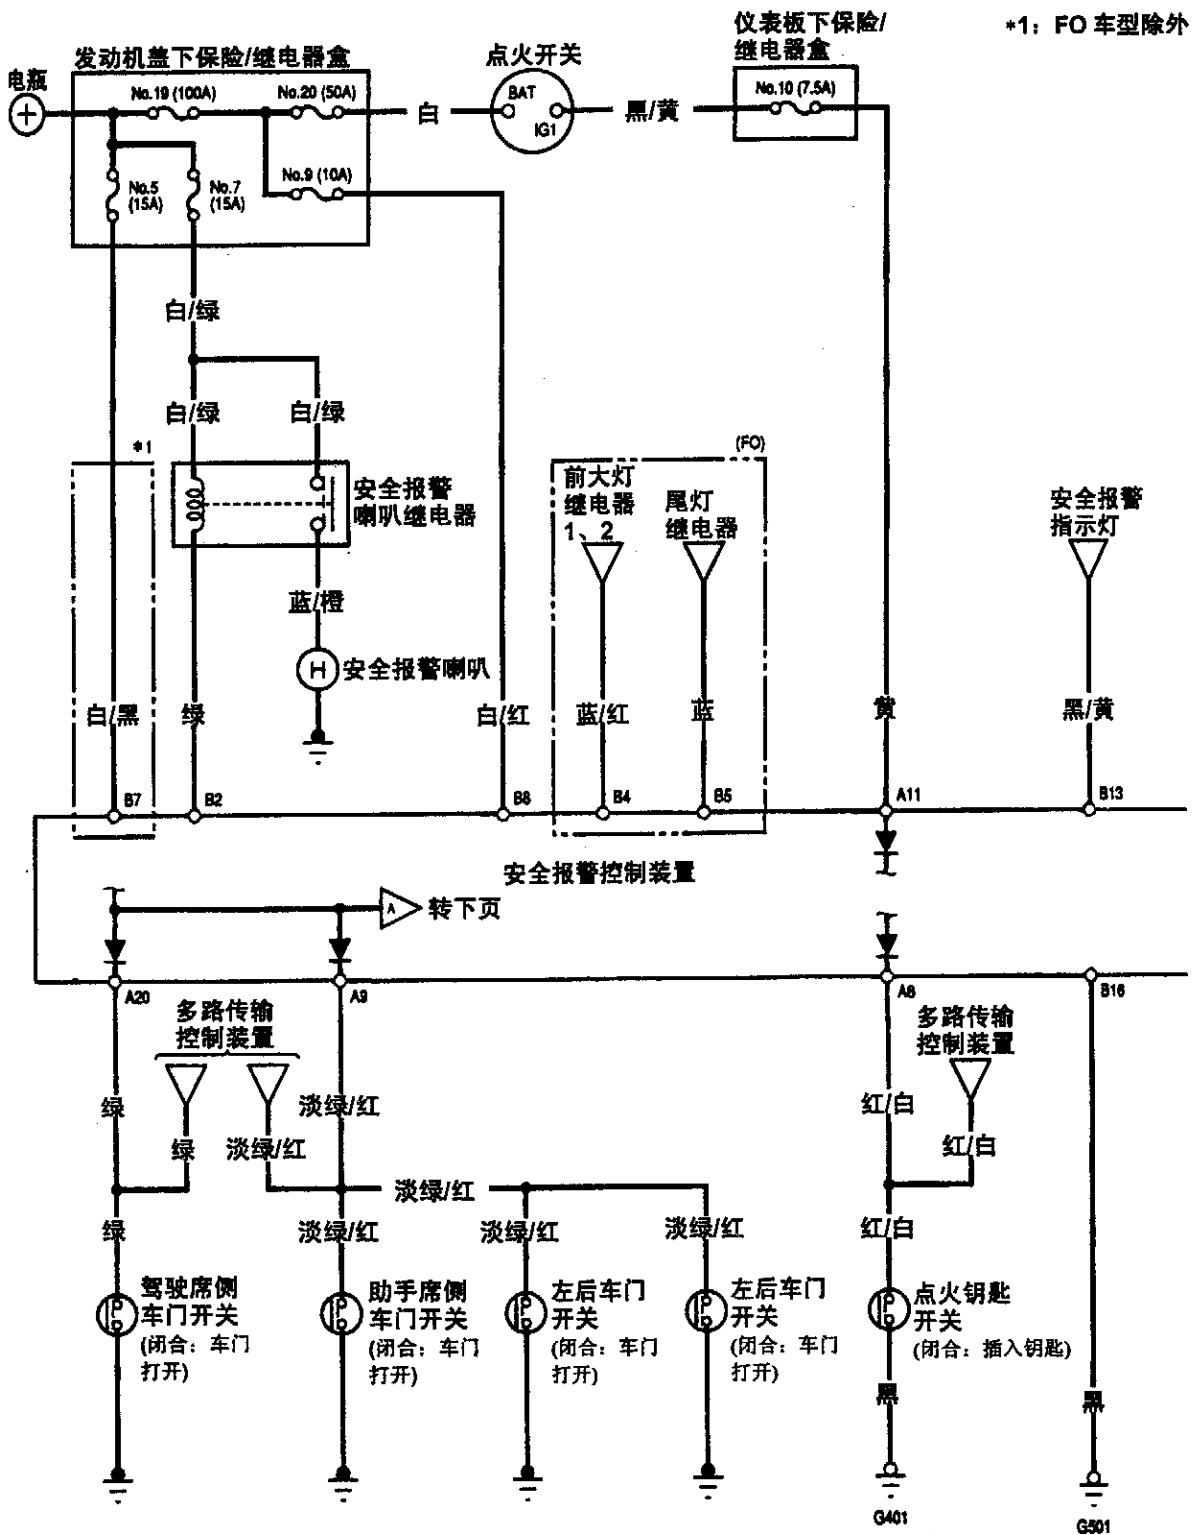 *1：FO 车型除外
仪表板下保险/
继电器盒
点火开关
发动机盖下保险/继电器盒
电瓶
No.19 (100A)
No.20 (50A)
白
BAT
IG1
黑/黄
No.10 (7.5A)
No.9 (10A)
No.5
(15A)
No.7
(15A)
白/绿
白/绿
白/绿
*1
安全报警
喇叭继电器
(FO)
前大灯
继电器
1、2
尾灯
继电器
安全报警
指示灯
蓝/橙
H
安全报警喇叭
白/黑
绿
白/红
蓝/红
蓝
黄
黑/黄
B7
B2
B8
B4
B5
A11
B13
安全报警控制装置
A
转下页
A20
A9
A6
B16
多路传输
控制装置
多路传输
控制装置
绿
绿
淡绿/红
淡绿/红
红/白
红/白
淡绿/红
绿
淡绿/红
淡绿/红
淡绿/红
红/白
驾驶席侧
车门开关
(闭合：车门
打开)
助手席侧
车门开关
(闭合：车门
打开)
左后车门
开关
(闭合：车门
打开)
左后车门
开关
(闭合：车门
打开)
点火钥匙
开关
(闭合：插入钥匙)
黑
黑
G401
G501